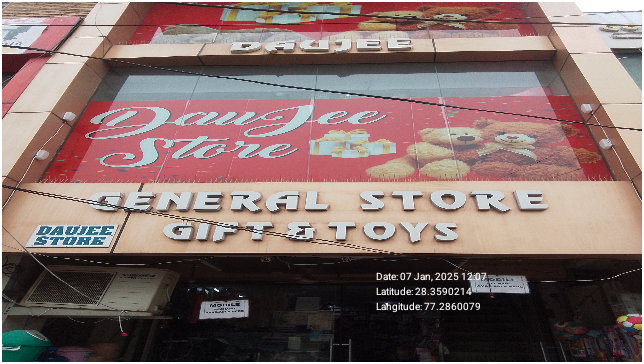 DAUJEE
DauJee
Store
GENERAL STORE
GIFT & TOYS
DAUJEE
STORE
MOBILE
MOBILE
Date: 07 Jan, 2025 12:07
Latitude: 28.3590214
Longitude: 77.2860079